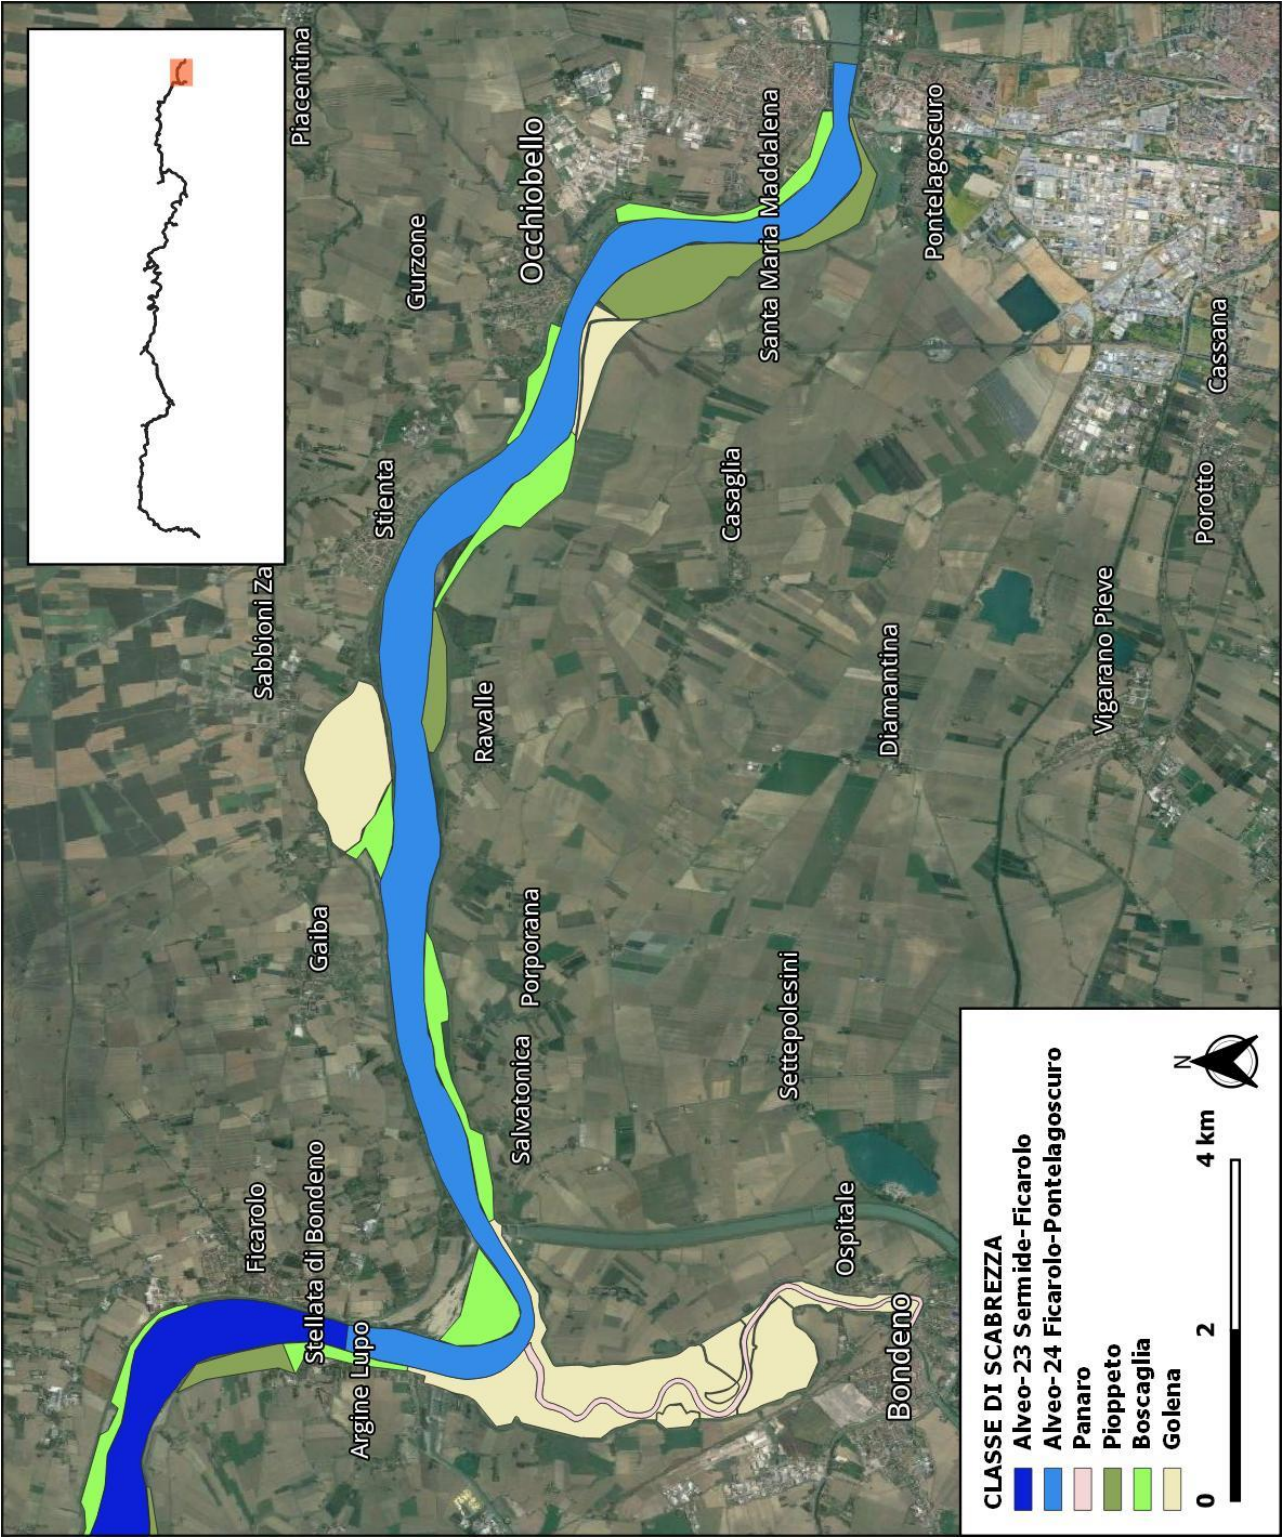 Piacentina
Gurzone
Occhiobello
Santa Maria Maddalena
Pontelagoscuro
Sabbioni Za
Stienta
Casaglia
Cassana
Porotto
Ravalle
Diamantina
Vigarano Pieve
Gaiba
Porporana
Salvatonica
Settepolesini
Ficarolo
Stellata di Bondeno
Argine Lupo
Ospitale
Bondeno
CLASSE DI SCABREZZA
Alveo-23 Sermide-Ficarolo
Alveo-24 Ficarolo-Pontelagoscuro
Panaro
Pioppeto
Boscaglia
Golena
0 2 4 km
N